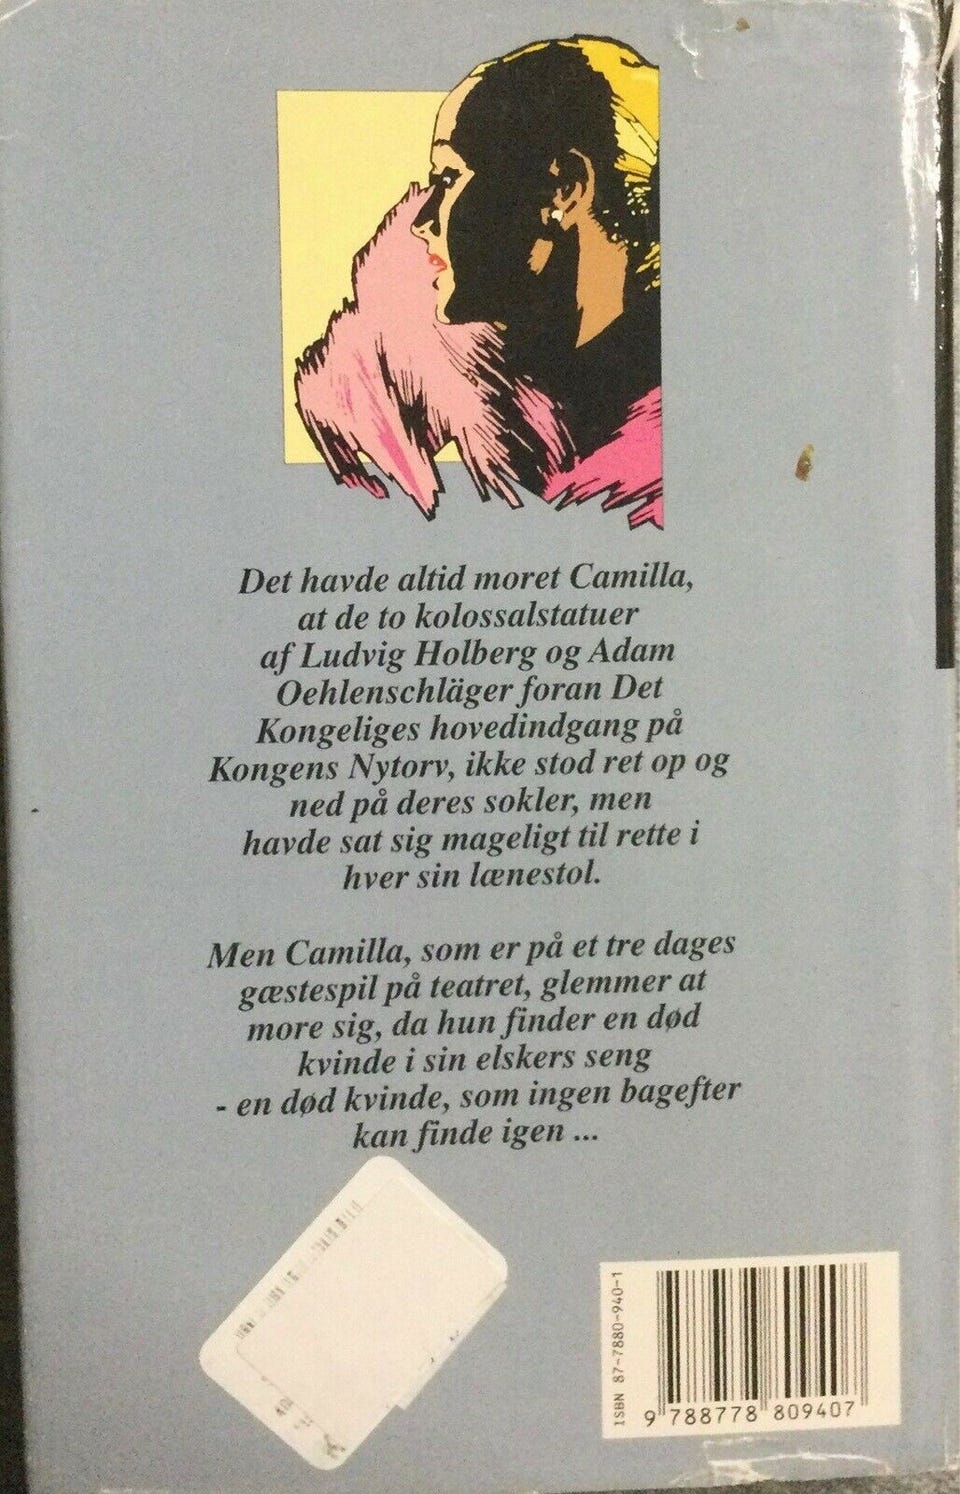 Det havde altid moret Camilla,
at de to kolossalstatuer
af Ludvig Holberg og Adam
Oehlenschläger foran Det
Kongeliges hovedindgang på
Kongens Nytorv, ikke stod ret op og
ned på deres sokler, men
havde sat sig mageligt til rette i
hver sin lænestol.
Men Camilla, som er på et tre dages
gæstespil på teatret, glemmer at
more sig, da hun finder en død
kvinde i sin elskers seng
- en død kvinde, som ingen bagefter
kan finde igen ...
ISBN 87-7880-940-1
9 788778 809407